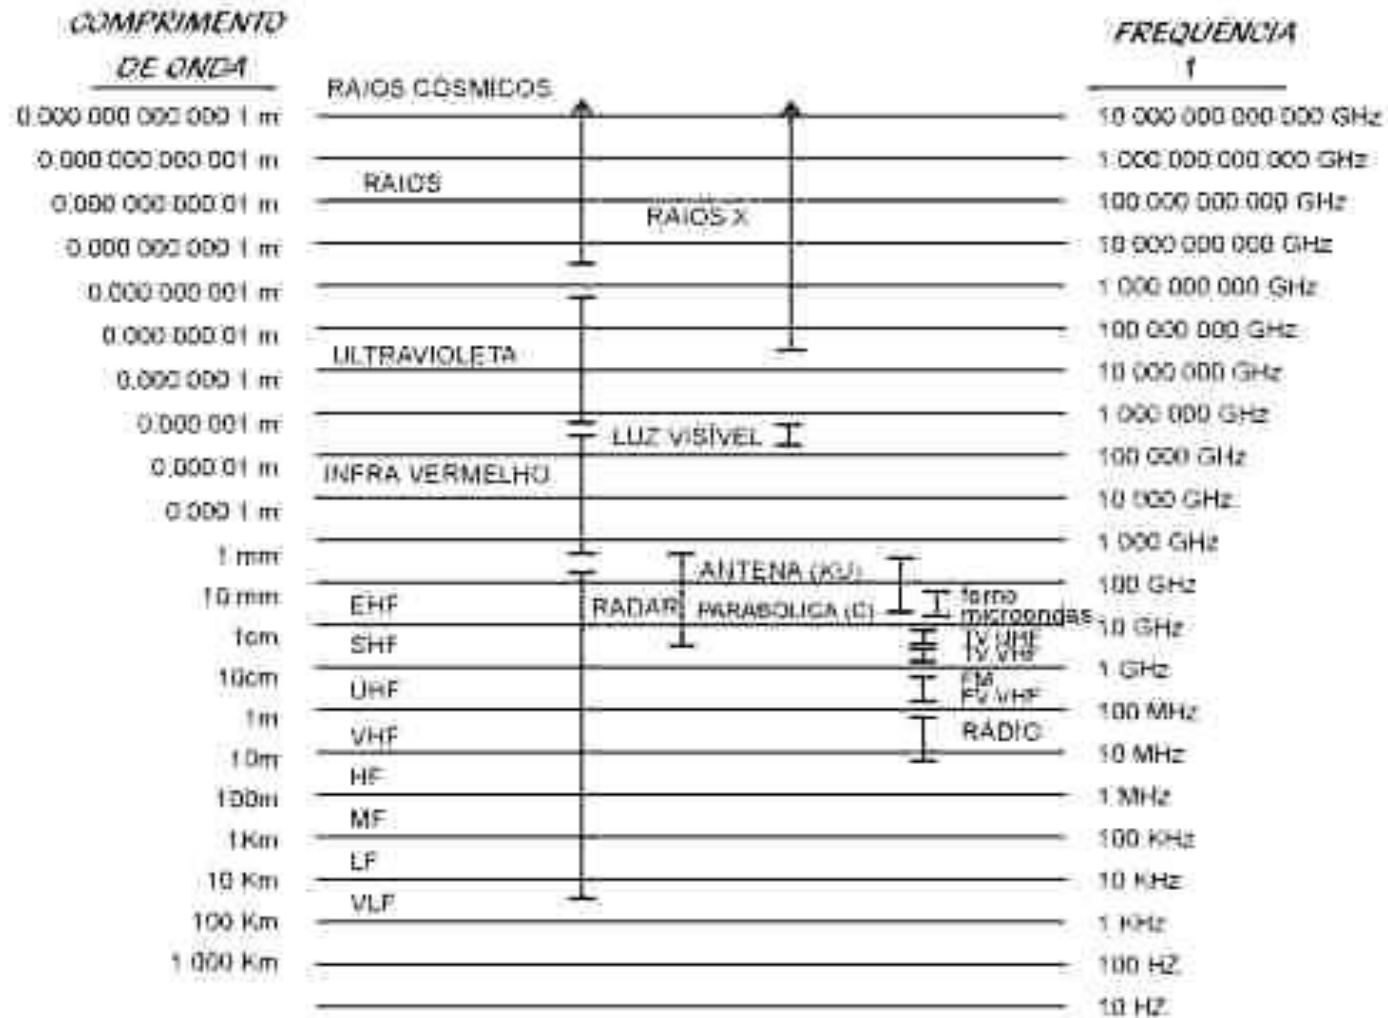 COMPRIMENTO
DE ONDA
FREQUÊNCIA
f
RAIOS CÓSMICOS
0.000 000 000 000 1 m
10 000 000 000 000 GHz
0.000 000 000 001 m
1 000 000 000 000 GHz
RAIOS
0.000 000 000 01 m
100 000 000 000 GHz
RAIOS X
0.000 000 000 1 m
10 000 000 000 GHz
0.000 000 001 m
1 000 000 000 GHz
0.000 000 01 m
100 000 000 GHz
ULTRAVIOLETA
0.000 000 1 m
10 000 000 GHz
0.000 001 m
1 000 000 GHz
LUZ VISÍVEL
0.000 01 m
100 000 GHz
INFRA VERMELHO
0.000 1 m
10 000 GHz
1 mm
1 000 GHz
ANTENA (KU)
10 mm
100 GHz
EHF
RADAR
PARABÓLICA (C)
forno
microondas
1cm
10 GHz
SHF
TV UHF
TV VHF
10cm
1 GHz
UHF
FM
FV VHF
1m
100 MHz
VHF
RÁDIO
10m
10 MHz
HF
100m
1 MHz
MF
1Km
100 KHz
LF
10 Km
10 KHz
VLF
100 Km
1 KHz
1 000 Km
100 HZ
10 HZ